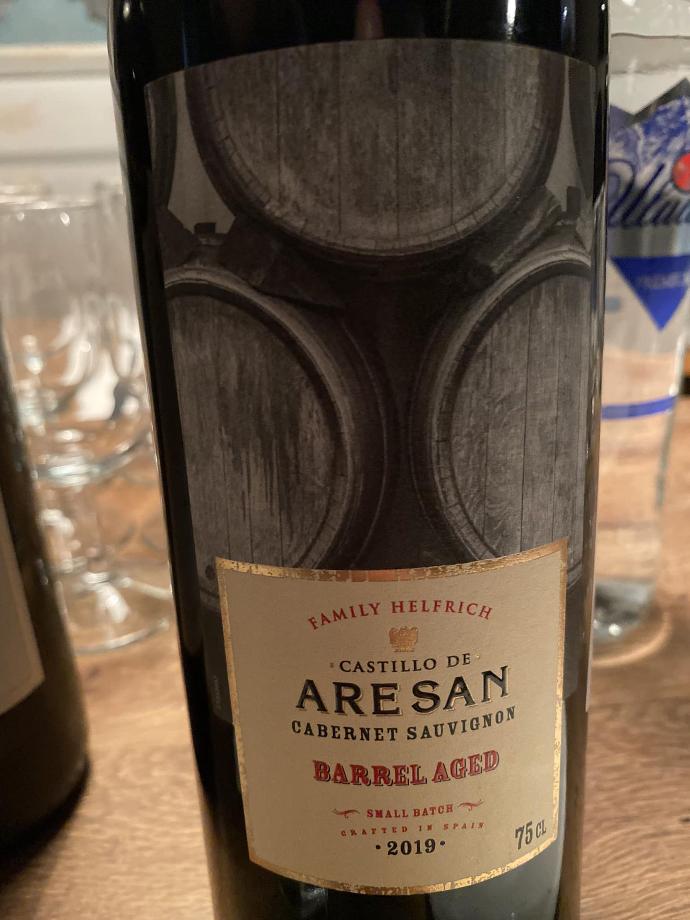 FAMILY HELFRICH
CASTILLO DE
ARESAN
CABERNET SAUVIGNON
BARREL AGED
SMALL BATCH
CRAFTED IN SPAIN
2019
75 CL